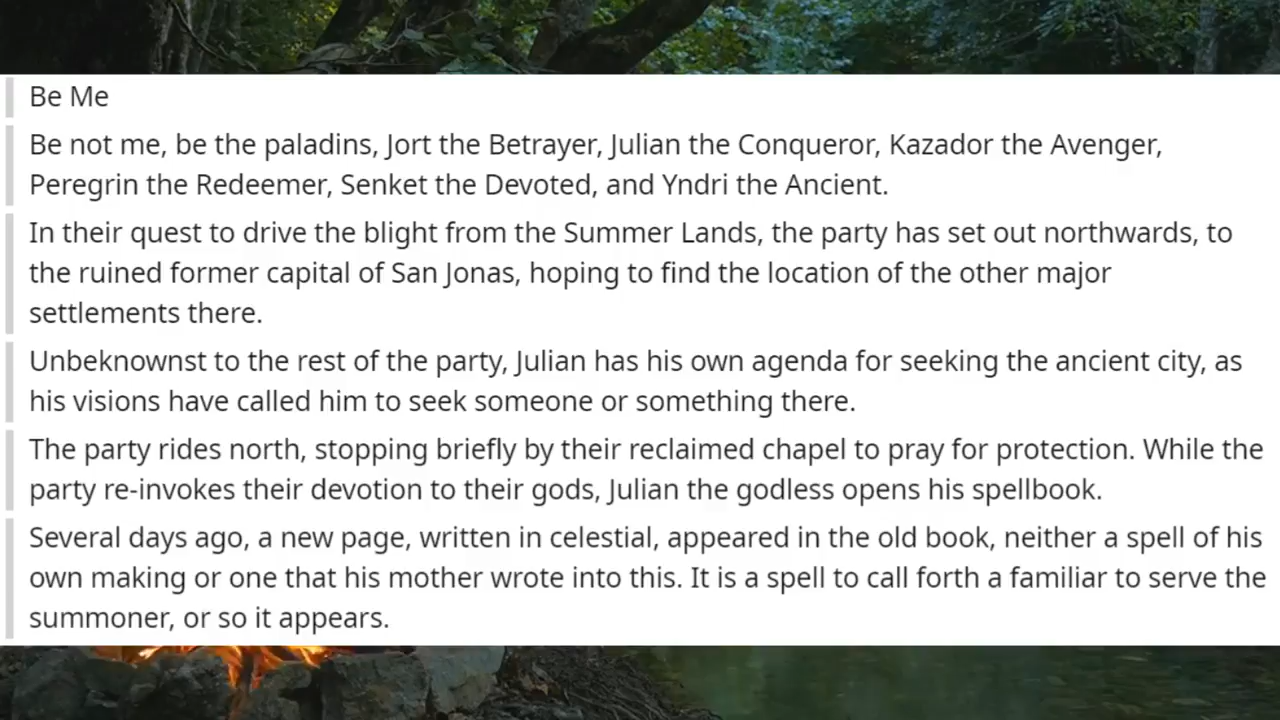 Be Me
Be not me, be the paladins, Jort the Betrayer, Julian the Conqueror, Kazador the Avenger,
Peregrin the Redeemer, Senket the Devoted, and Yndri the Ancient.
In their quest to drive the blight from the Summer Lands, the party has set out northwards, to
the ruined former capital of San Jonas, hoping to find the location of the other major
settlements there.
Unbeknownst to the rest of the party, Julian has his own agenda for seeking the ancient city, as
his visions have called him to seek someone or something there.
The party rides north, stopping briefly by their reclaimed chapel to pray for protection. While the
party re-invokes their devotion to their gods, Julian the godless opens his spellbook.
Several days ago, a new page, written in celestial, appeared in the old book, neither a spell of his
own making or one that his mother wrote into this. It is a spell to call forth a familiar to serve the
summoner, or so it appears.